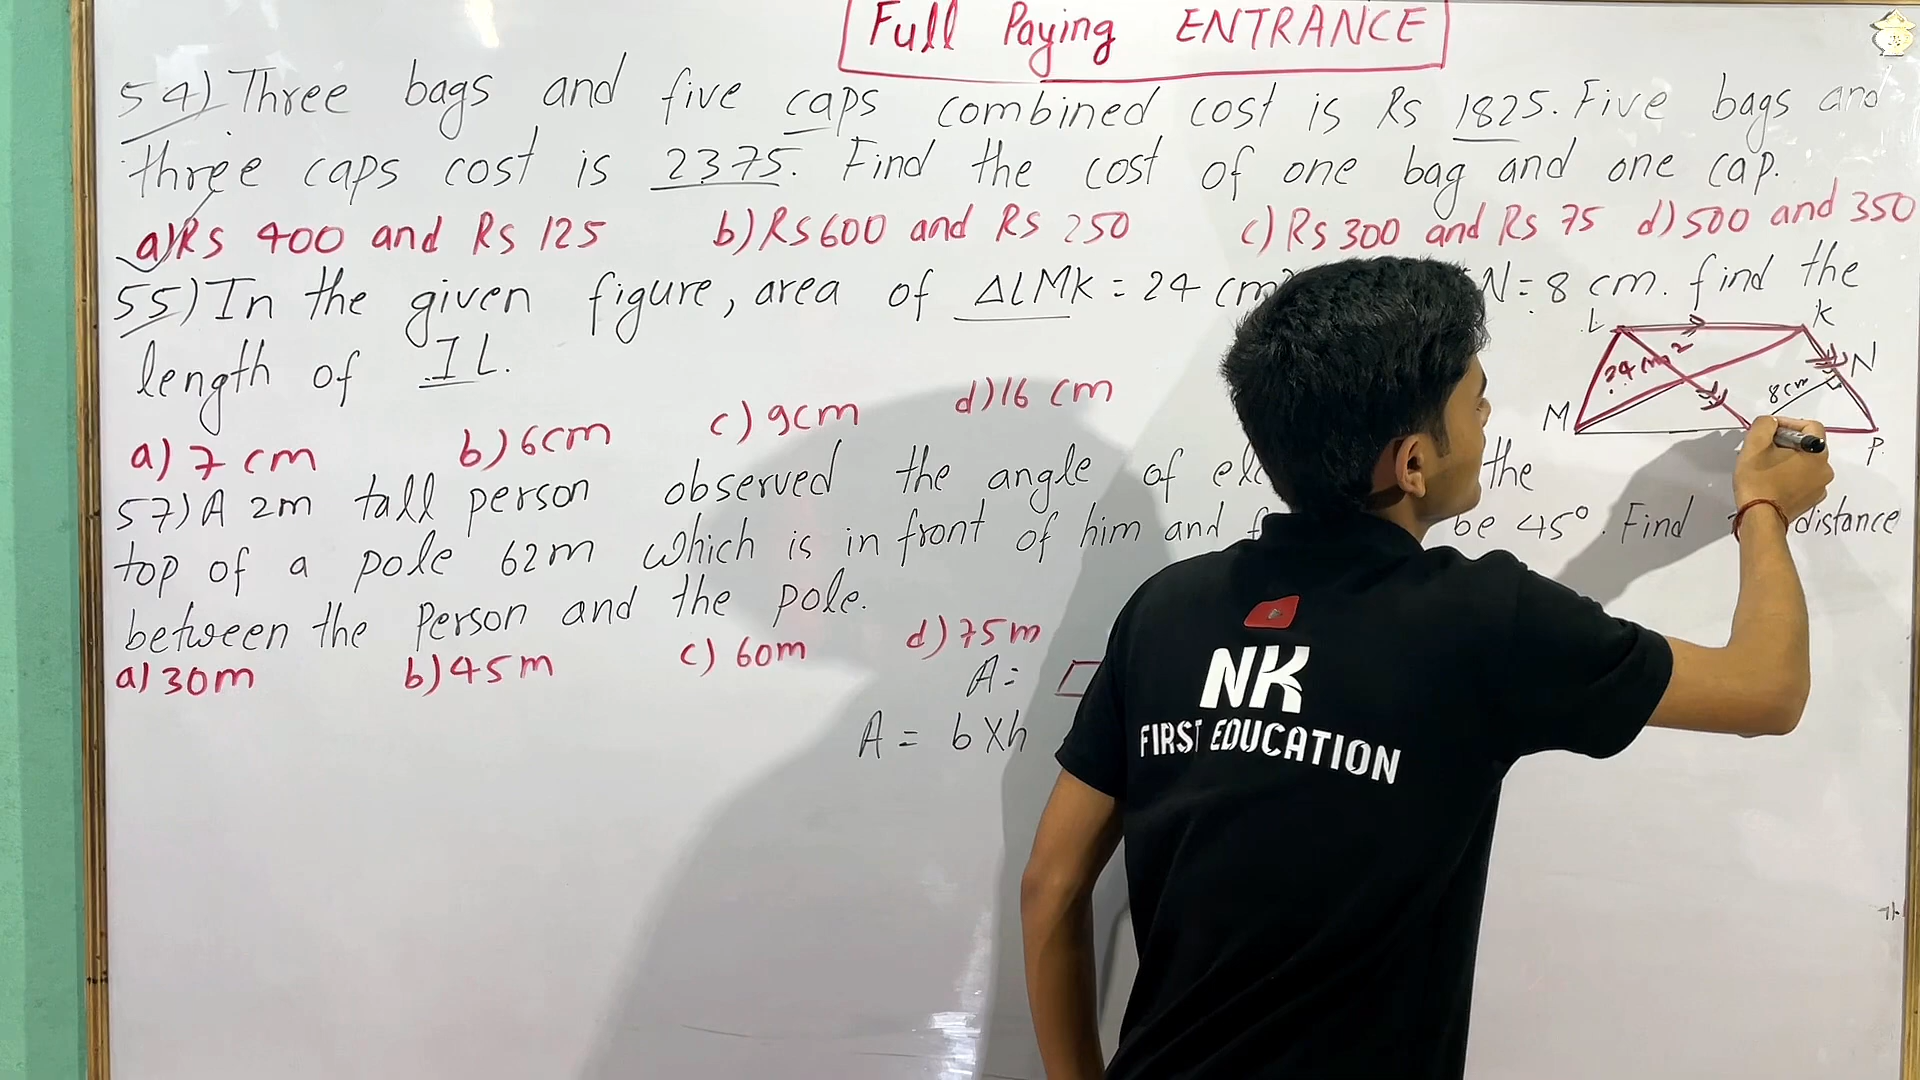 Full Paying ENTRANCE
54) Three bags and five caps combined cost is Rs 1825. Five bags and
three caps cost is 2375. Find the cost of one bag and one cap.
a) Rs 400 and Rs 125 b) Rs 600 and Rs 250 c) Rs 300 and Rs 75 d) 500 and 350
55) In the given figure, area of ΔLMK = 24 cm² N = 8 cm. find the
length of IL.
a) 7 cm b) 6cm c) 9cm d) 16 cm
L K
24 cm²
N
8cm
M
P
57) A 2m tall person observed the angle of the
top of a pole 62m which is in front of him and be 45°. Find distance
between the Person and the pole.
a) 30m b) 45m c) 60m d) 75m
A =
A = b×h
NK
FIRST EDUCATION